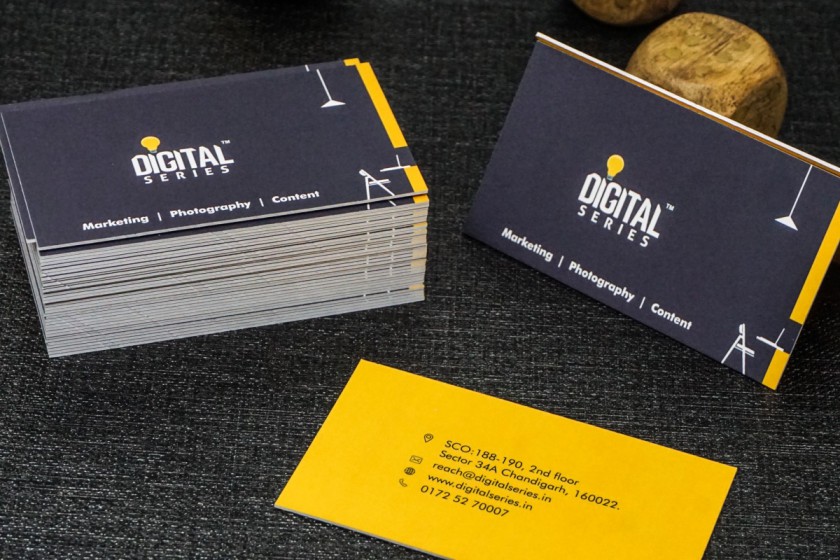 DIGITAL™
SERIES
Marketing | Photography | Content
DIGITAL™
SERIES
Marketing | Photography | Content
SCO: 188-190, 2nd floor
Sector 34A Chandigarh, 160022.
reach@digitalseries.in
www.digitalseries.in
0172 52 70007